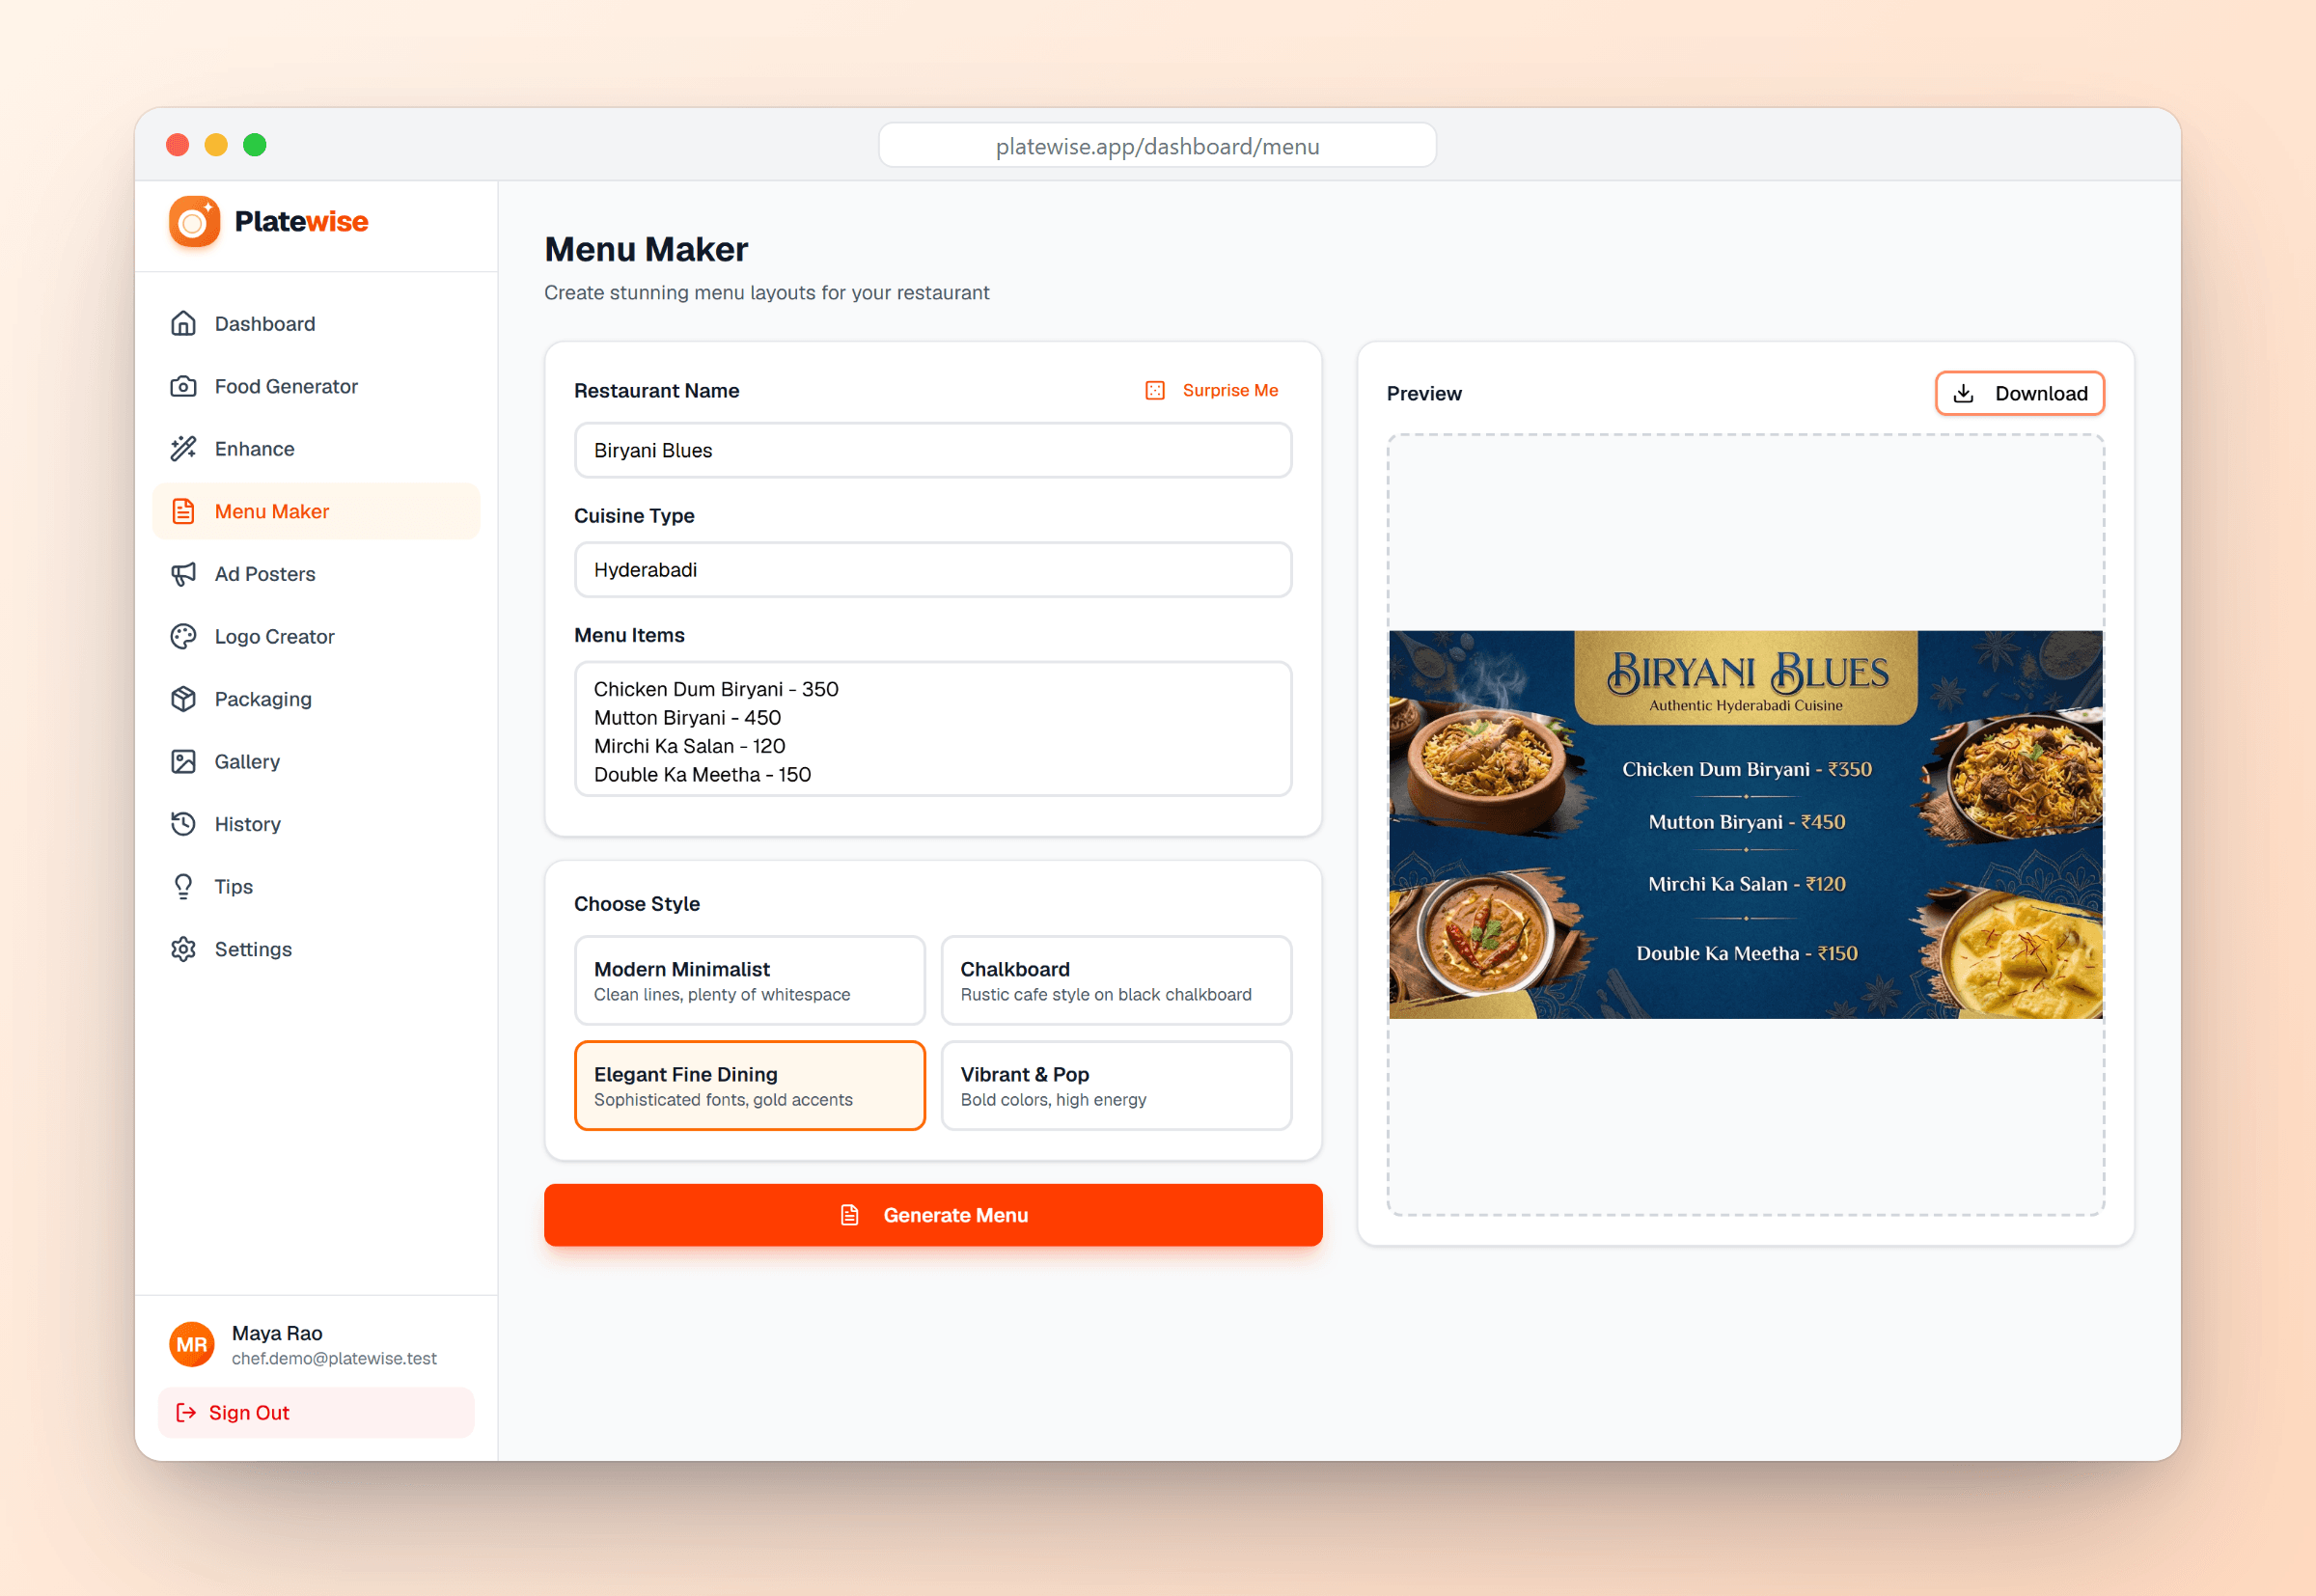 platewise.app/dashboard/menu
Platewise
Dashboard
Food Generator
Enhance
Menu Maker
Ad Posters
Logo Creator
Packaging
Gallery
History
Tips
Settings
MR
Maya Rao
chef.demo@platewise.test
Sign Out
Menu Maker
Create stunning menu layouts for your restaurant
Restaurant Name
Surprise Me
Biryani Blues
Cuisine Type
Hyderabadi
Menu Items
Chicken Dum Biryani - 350
Mutton Biryani - 450
Mirchi Ka Salan - 120
Double Ka Meetha - 150
Choose Style
Modern Minimalist
Clean lines, plenty of whitespace
Chalkboard
Rustic cafe style on black chalkboard
Elegant Fine Dining
Sophisticated fonts, gold accents
Vibrant & Pop
Bold colors, high energy
Generate Menu
Preview
Download
BIRYANI BLUES
Authentic Hyderabadi Cuisine
Chicken Dum Biryani - ₹350
Mutton Biryani - ₹450
Mirchi Ka Salan - ₹120
Double Ka Meetha - ₹150